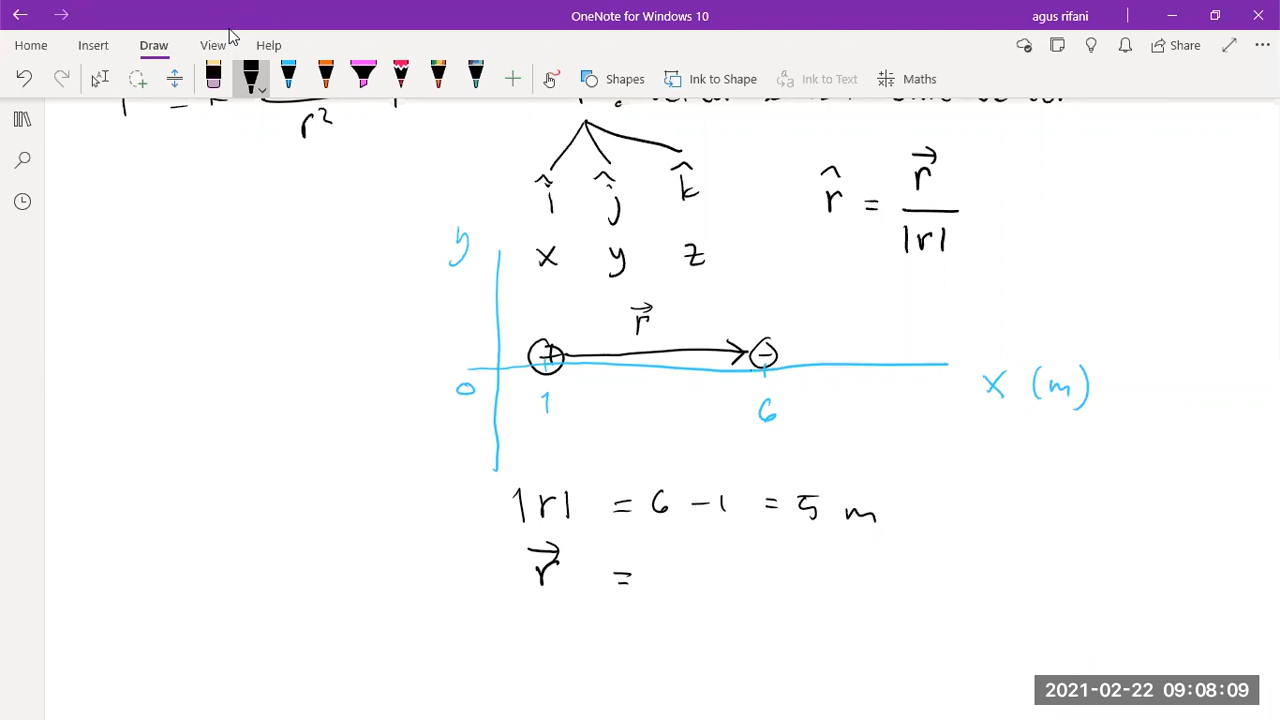 OneNote for Windows 10
agus rifani
Home Insert Draw View Help
Share
Shapes Ink to Shape Ink to Text Maths
r²
î ĵ k̂
x y z
r̂ = r⃗ / |r|
y
r⃗
+ −
0 1 6 x (m)
|r| = 6 - 1 = 5 m
r⃗ =
2021-02-22 09:08:09